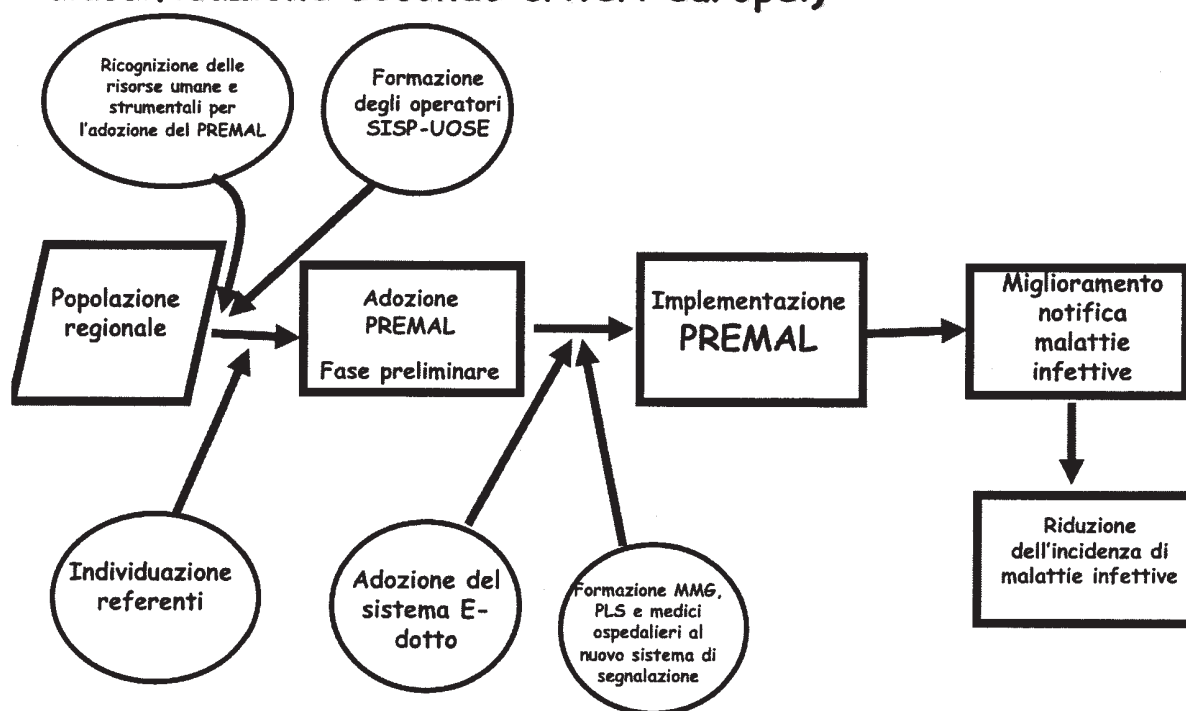 Ricognizione delle
risorse umane e
strumentali per
l'adozione del PREMAL
Formazione
degli operatori
SISP-UOSE
Popolazione
regionale
Adozione
PREMAL
Fase preliminare
Implementazione
PREMAL
Miglioramento
notifica
malattie
infettive
Riduzione
dell'incidenza di
malattie infettive
Individuazione
referenti
Adozione del
sistema E-
dotto
Formazione MMG,
PLS e medici
ospedalieri al
nuovo sistema di
segnalazione